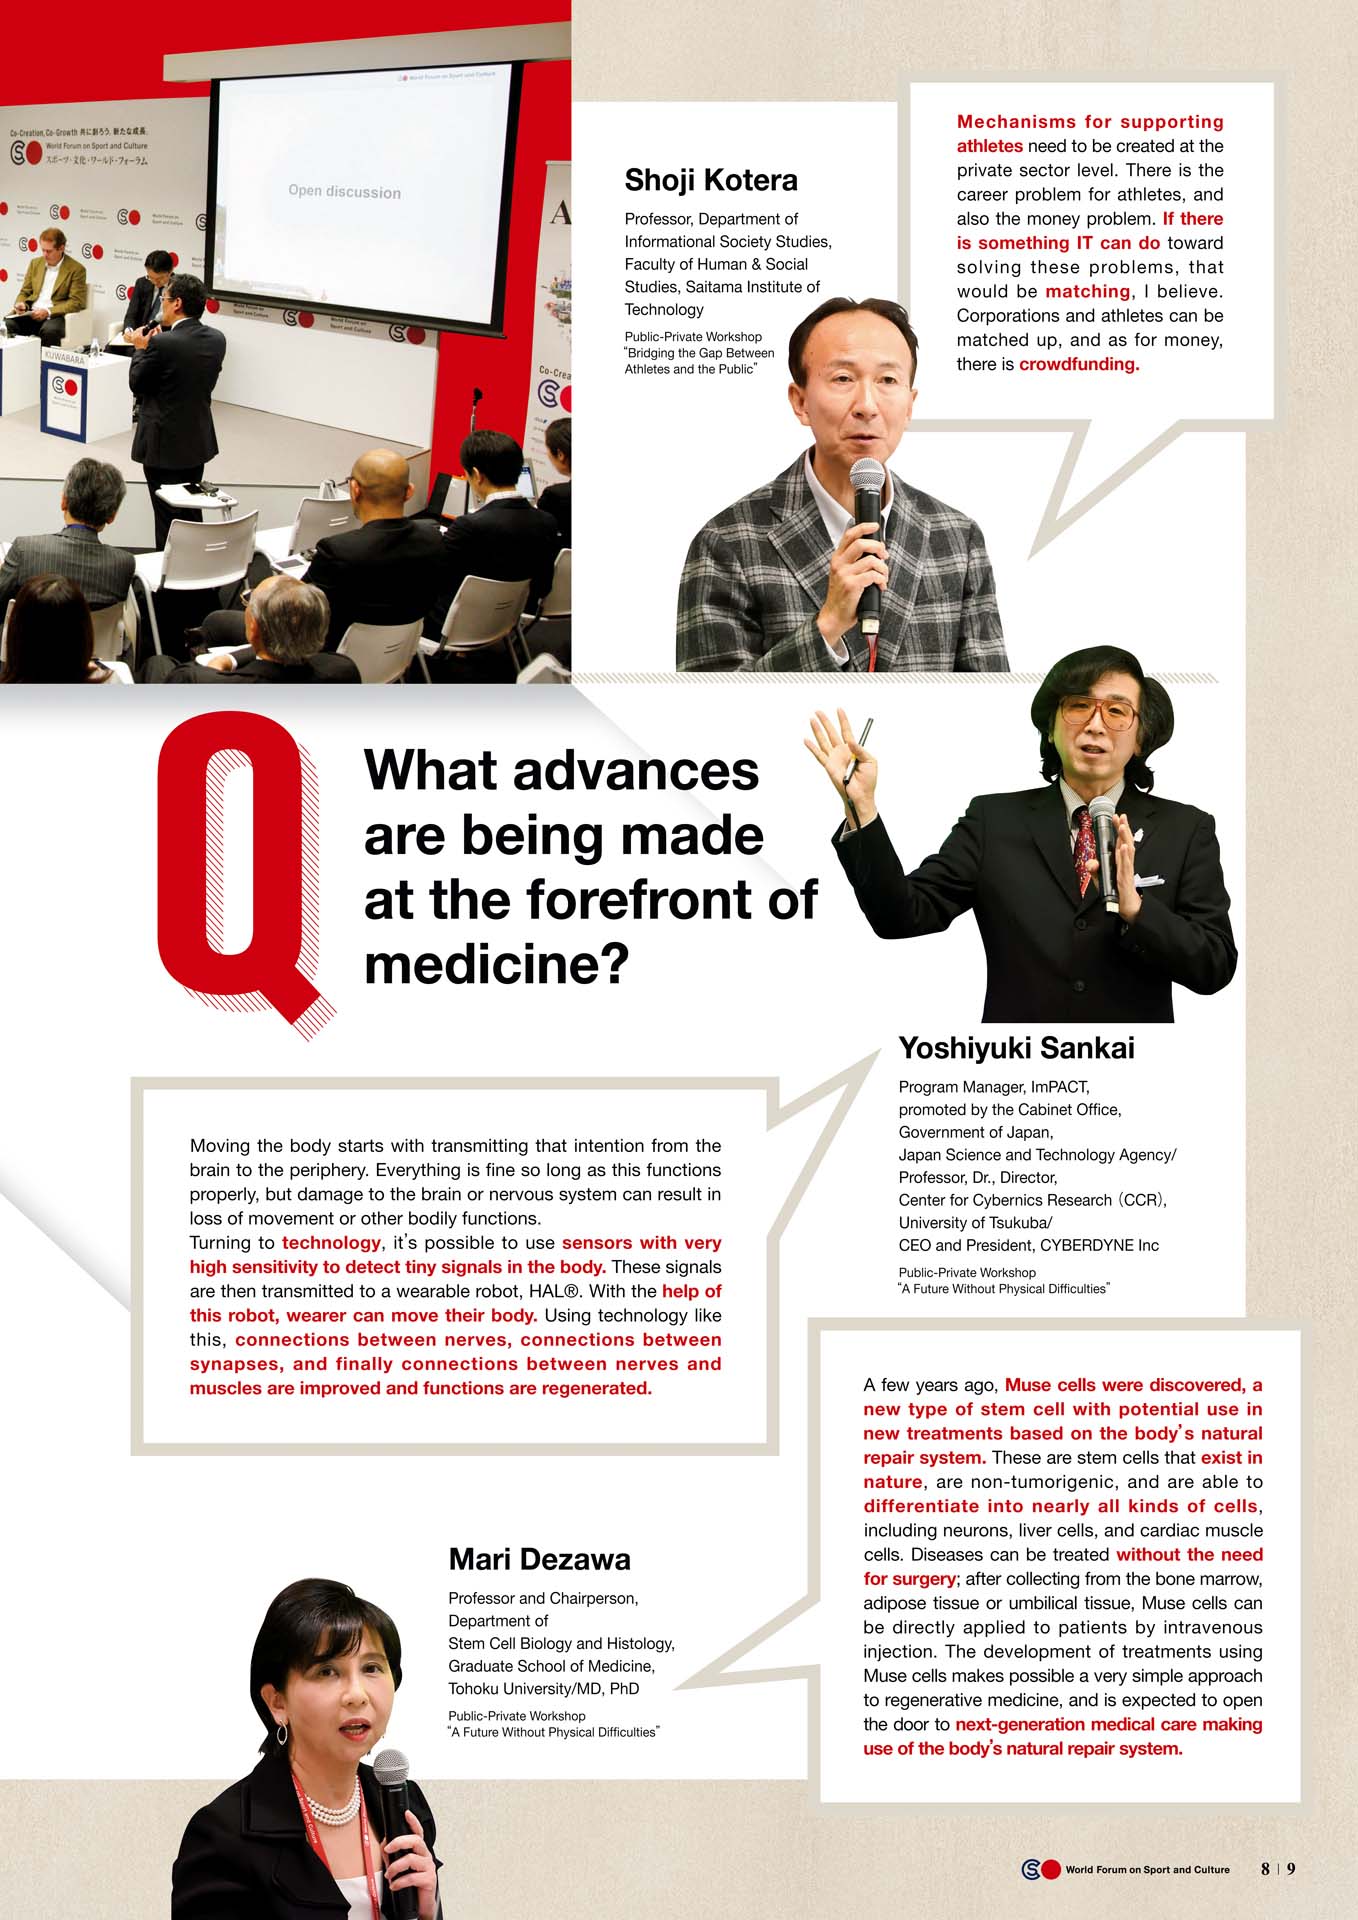 World Forum on Sport and Culture
Co-Creation, Co-Growth 共に創ろう、新たな成長。
World Forum on Sport and Culture
スポーツ・文化・ワールド・フォーラム
Open discussion
KUWABARA
Co-Crea
A
Shoji Kotera
Professor, Department of
Informational Society Studies,
Faculty of Human & Social
Studies, Saitama Institute of
Technology
Public-Private Workshop
“Bridging the Gap Between
Athletes and the Public”
Mechanisms for supporting
athletes need to be created at the
private sector level. There is the
career problem for athletes, and
also the money problem. If there
is something IT can do toward
solving these problems, that
would be matching, I believe.
Corporations and athletes can be
matched up, and as for money,
there is crowdfunding.
Q
What advances
are being made
at the forefront of
medicine?
Yoshiyuki Sankai
Program Manager, ImPACT,
promoted by the Cabinet Office,
Government of Japan,
Japan Science and Technology Agency/
Professor, Dr., Director,
Center for Cybernics Research（CCR）,
University of Tsukuba/
CEO and President, CYBERDYNE Inc
Public-Private Workshop
“A Future Without Physical Difficulties”
Moving the body starts with transmitting that intention from the
brain to the periphery. Everything is fine so long as this functions
properly, but damage to the brain or nervous system can result in
loss of movement or other bodily functions.
Turning to technology, it’s possible to use sensors with very
high sensitivity to detect tiny signals in the body. These signals
are then transmitted to a wearable robot, HAL®. With the help of
this robot, wearer can move their body. Using technology like
this, connections between nerves, connections between
synapses, and finally connections between nerves and
muscles are improved and functions are regenerated.
Mari Dezawa
Professor and Chairperson,
Department of
Stem Cell Biology and Histology,
Graduate School of Medicine,
Tohoku University/MD, PhD
Public-Private Workshop
“A Future Without Physical Difficulties”
A few years ago, Muse cells were discovered, a
new type of stem cell with potential use in
new treatments based on the body’s natural
repair system. These are stem cells that exist in
nature, are non-tumorigenic, and are able to
differentiate into nearly all kinds of cells,
including neurons, liver cells, and cardiac muscle
cells. Diseases can be treated without the need
for surgery; after collecting from the bone marrow,
adipose tissue or umbilical tissue, Muse cells can
be directly applied to patients by intravenous
injection. The development of treatments using
Muse cells makes possible a very simple approach
to regenerative medicine, and is expected to open
the door to next-generation medical care making
use of the body’s natural repair system.
World Forum on Sport and Culture 8 | 9